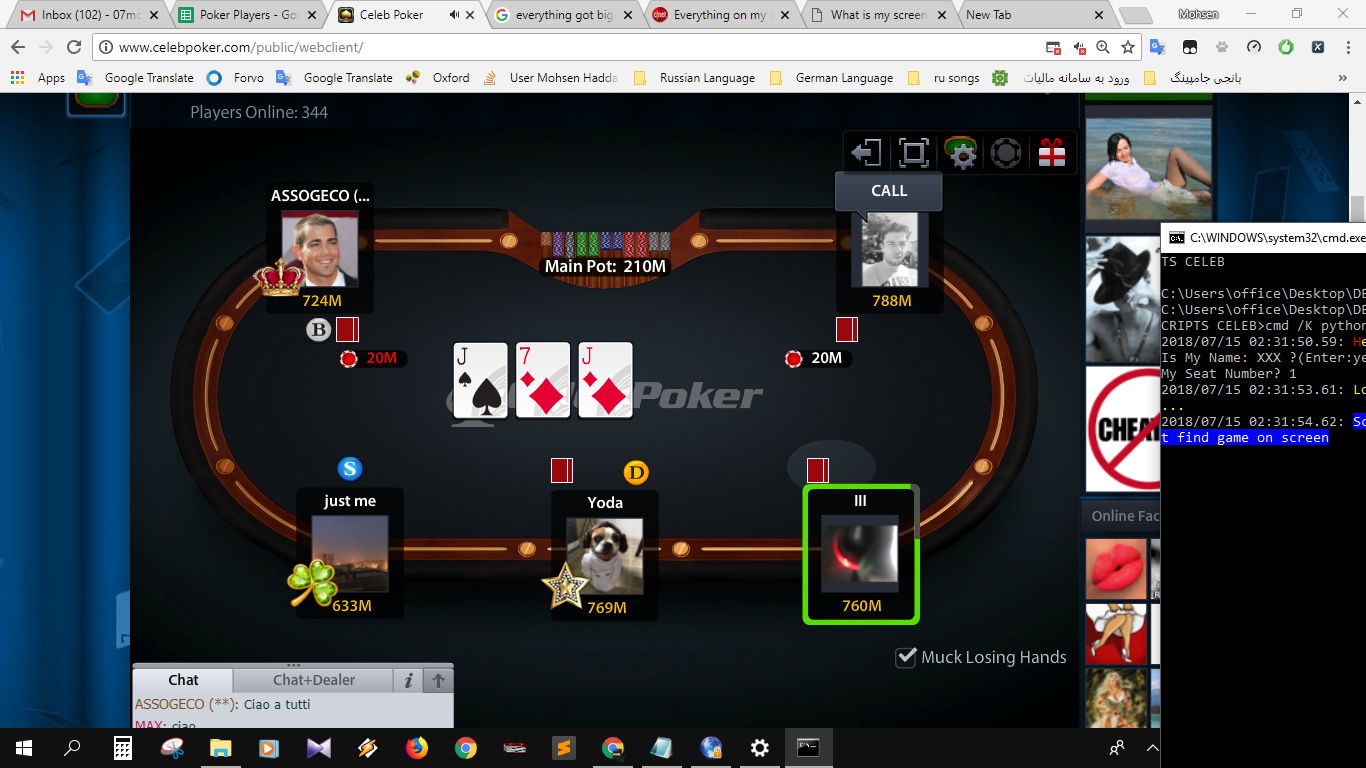 Inbox (102) - 07mo
Poker Players - Goo
Celeb Poker
everything got big
Everything on my
What is my screen
New Tab
Mohsen
www.celebpoker.com/public/webclient/
Apps
Google Translate
Forvo
Google Translate
Oxford
User Mohsen Hadda
Russian Language
German Language
ru songs
ورود به سامانه مالیات
بانجی جامپینگ
»
Players Online: 344
ASSOGECO (...
724M
CALL
788M
Main Pot: 210M
B
20M
20M
J
7
J
Poker
S
D
just me
633M
Yoda
769M
lll
760M
Muck Losing Hands
Chat
Chat+Dealer
i
ASSOGECO (**): Ciao a tutti
MAX: ciao
CHEA
Online Fac
C:\WINDOWS\system32\cmd.exe
TS CELEB
C:\Users\office\Desktop\DE
C:\Users\office\Desktop\DE
CRIPTS CELEB>cmd /K python
2018/07/15 02:31:50.59: He
Is My Name: XXX ?(Enter:ye
My Seat Number? 1
2018/07/15 02:31:53.61: Lo
...
2018/07/15 02:31:54.62: Sc
t find game on screen